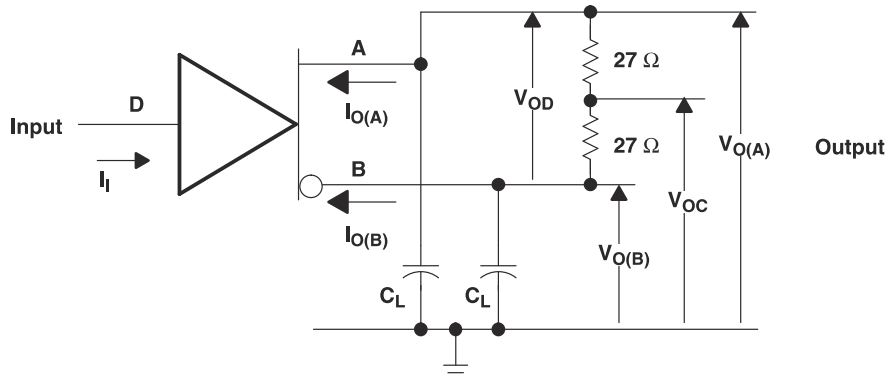 A
I_O(A)
27 Ω
V_OD
D
Input
I_I
27 Ω
V_O(A)
Output
B
I_O(B)
V_OC
V_O(B)
C_L
C_L